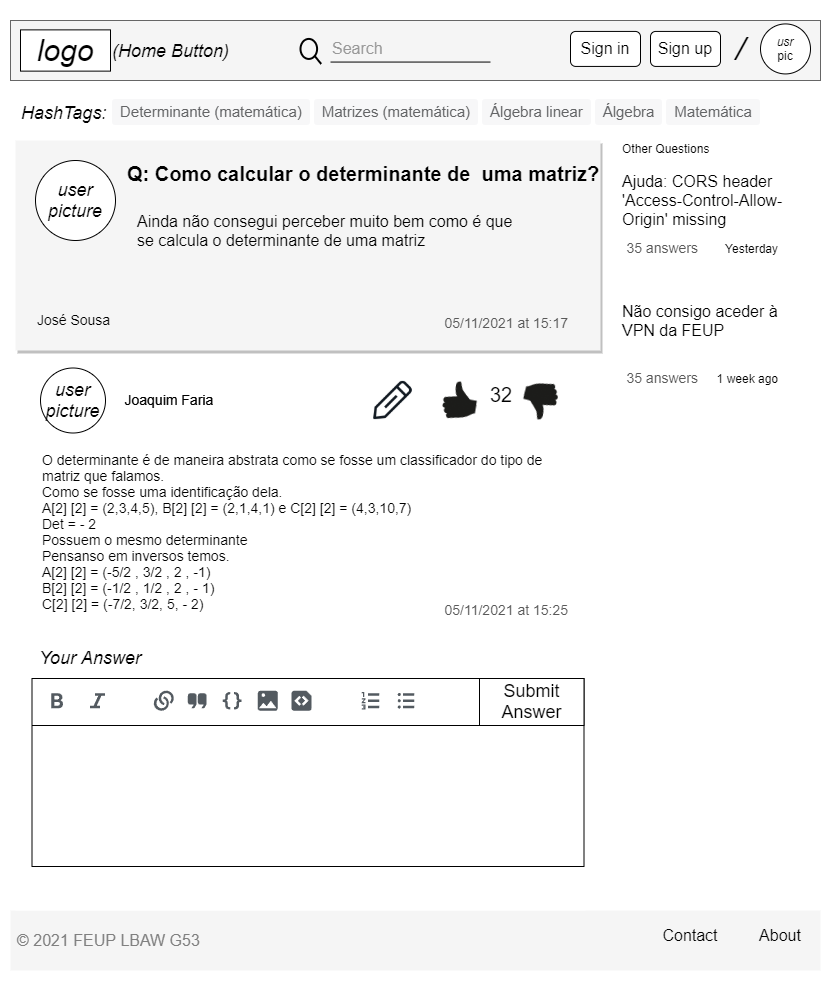 logo (Home Button) Search Sign in Sign up / usr pic
HashTags: Determinante (matemática) Matrizes (matemática) Álgebra linear Álgebra Matemática
user picture
Q: Como calcular o determinante de uma matriz?
Ainda não consegui perceber muito bem como é que
se calcula o determinante de uma matriz
José Sousa 05/11/2021 at 15:17
Other Questions
Ajuda: CORS header
'Access-Control-Allow-
Origin' missing
35 answers Yesterday
Não consigo aceder à
VPN da FEUP
35 answers 1 week ago
user picture
Joaquim Faria 32
O determinante é de maneira abstrata como se fosse um classificador do tipo de
matriz que falamos.
Como se fosse uma identificação dela.
A[2] [2] = (2,3,4,5), B[2] [2] = (2,1,4,1) e C[2] [2] = (4,3,10,7)
Det = - 2
Possuem o mesmo determinante
Pensanso em inversos temos.
A[2] [2] = (-5/2 , 3/2 , 2 , -1)
B[2] [2] = (-1/2 , 1/2 , 2 , - 1)
C[2] [2] = (-7/2, 3/2, 5, - 2)
05/11/2021 at 15:25
Your Answer
B I Submit
Answer
© 2021 FEUP LBAW G53 Contact About